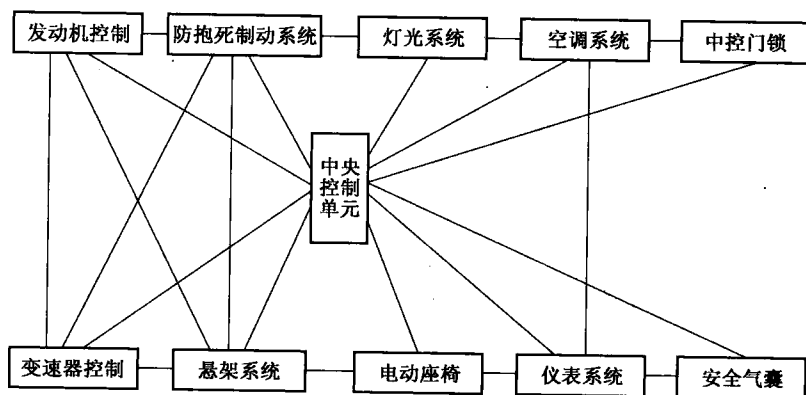 发动机控制
防抱死制动系统
灯光系统
空调系统
中控门锁
中央
控制
单元
变速器控制
悬架系统
电动座椅
仪表系统
安全气囊